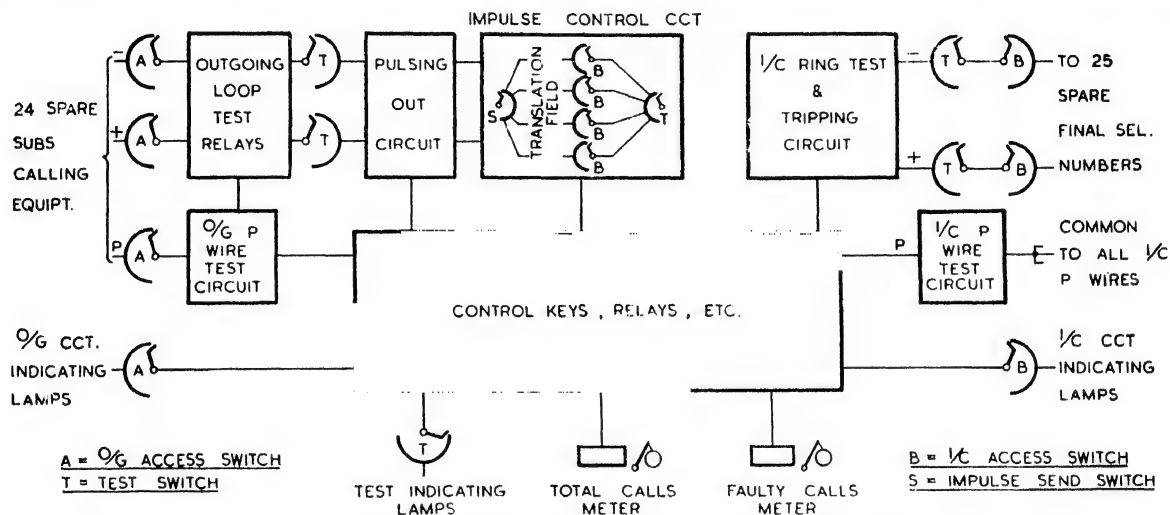 IMPULSE CONTROL CCT
24 SPARE
SUBS
CALLING
EQUIPT.
−
+
P
A
A
A
OUTGOING
LOOP
TEST
RELAYS
T
T
PULSING
OUT
CIRCUIT
S
TRANSLATION
FIELD
B
B
B
B
T
I/C RING TEST
&
TRIPPING
CIRCUIT
−
+
T
B
T
B
TO 25
SPARE
FINAL SEL.
NUMBERS
O/G P
WIRE
TEST
CIRCUIT
P
I/C P
WIRE
TEST
CIRCUIT
E
COMMON
TO ALL I/C
P WIRES
CONTROL KEYS, RELAYS, ETC.
O/G CCT.
INDICATING
LAMPS
A
B
I/C CCT
INDICATING
LAMPS
T
A = O/G ACCESS SWITCH
T = TEST SWITCH
TEST INDICATING
LAMPS
TOTAL CALLS
METER
FAULTY CALLS
METER
B = I/C ACCESS SWITCH
S = IMPULSE SEND SWITCH